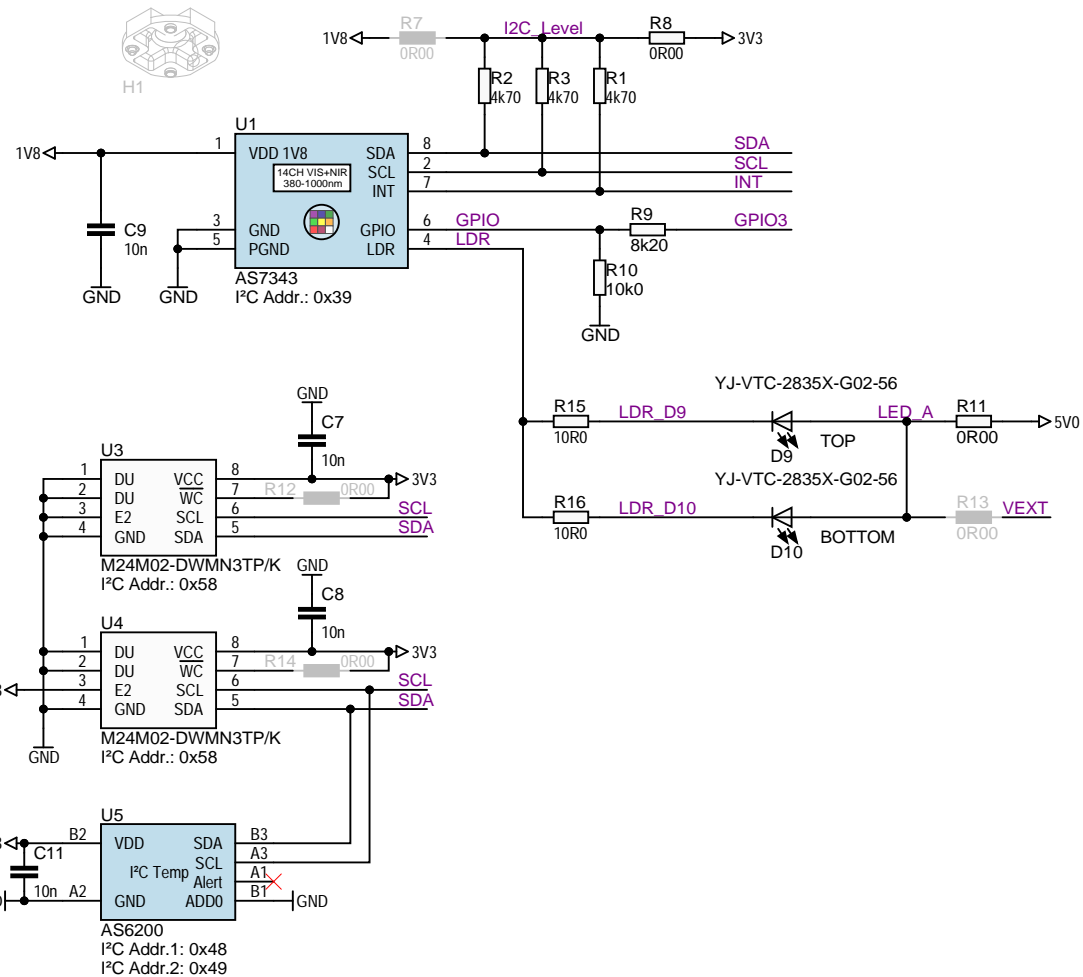 R7
0R00
1V8
I2C_Level
R8
0R00
3V3
H1
R2
4k70
R3
4k70
R1
4k70
U1
1V8
1
VDD 1V8
14CH VIS+NIR
380-1000nm
SDA
8
SDA
SCL
2
SCL
INT
7
INT
C9
10n
GND
3
GND
5
PGND
GND
GPIO
6
GPIO
R9
8k20
GPIO3
LDR
4
LDR
R10
10k0
GND
AS7343
I²C Addr.: 0x39
YJ-VTC-2835X-G02-56
R15
10R0
LDR_D9
D9
TOP
LED_A
R11
0R00
5V0
YJ-VTC-2835X-G02-56
R16
10R0
LDR_D10
D10
BOTTOM
R13
0R00
VEXT
GND
C7
10n
U3
1
DU
VCC
8
3V3
2
DU
WC
7
R12
0R00
3
E2
SCL
6
SCL
4
GND
SDA
5
SDA
M24M02-DWMN3TP/K
I²C Addr.: 0x58
GND
C8
10n
U4
1
DU
VCC
8
3V3
2
DU
WC
7
R14
0R00
3
E2
SCL
6
SCL
4
GND
SDA
5
SDA
M24M02-DWMN3TP/K
I²C Addr.: 0x58
GND
U5
B2
VDD
SDA
B3
C11
10n
I²C Temp
SCL
A3
Alert
A1
A2
GND
ADD0
B1
GND
AS6200
I²C Addr.1: 0x48
I²C Addr.2: 0x49